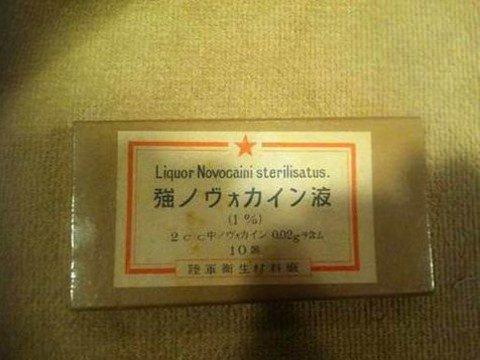 Liquor Novocaini sterilisatus.
強ノヴォカイン液
(1%)
2cc中ノヴォカイン 0.02gヲ含ム
10器
陸軍衛生材料廠